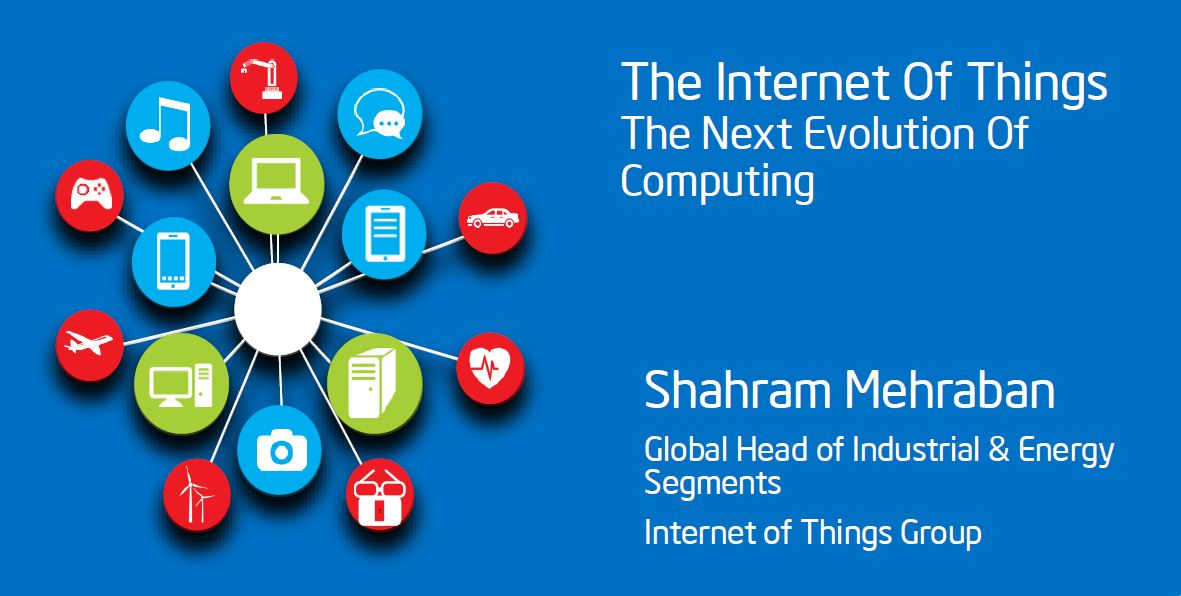 The Internet Of Things
The Next Evolution Of
Computing
Shahram Mehraban
Global Head of Industrial & Energy
Segments
Internet of Things Group